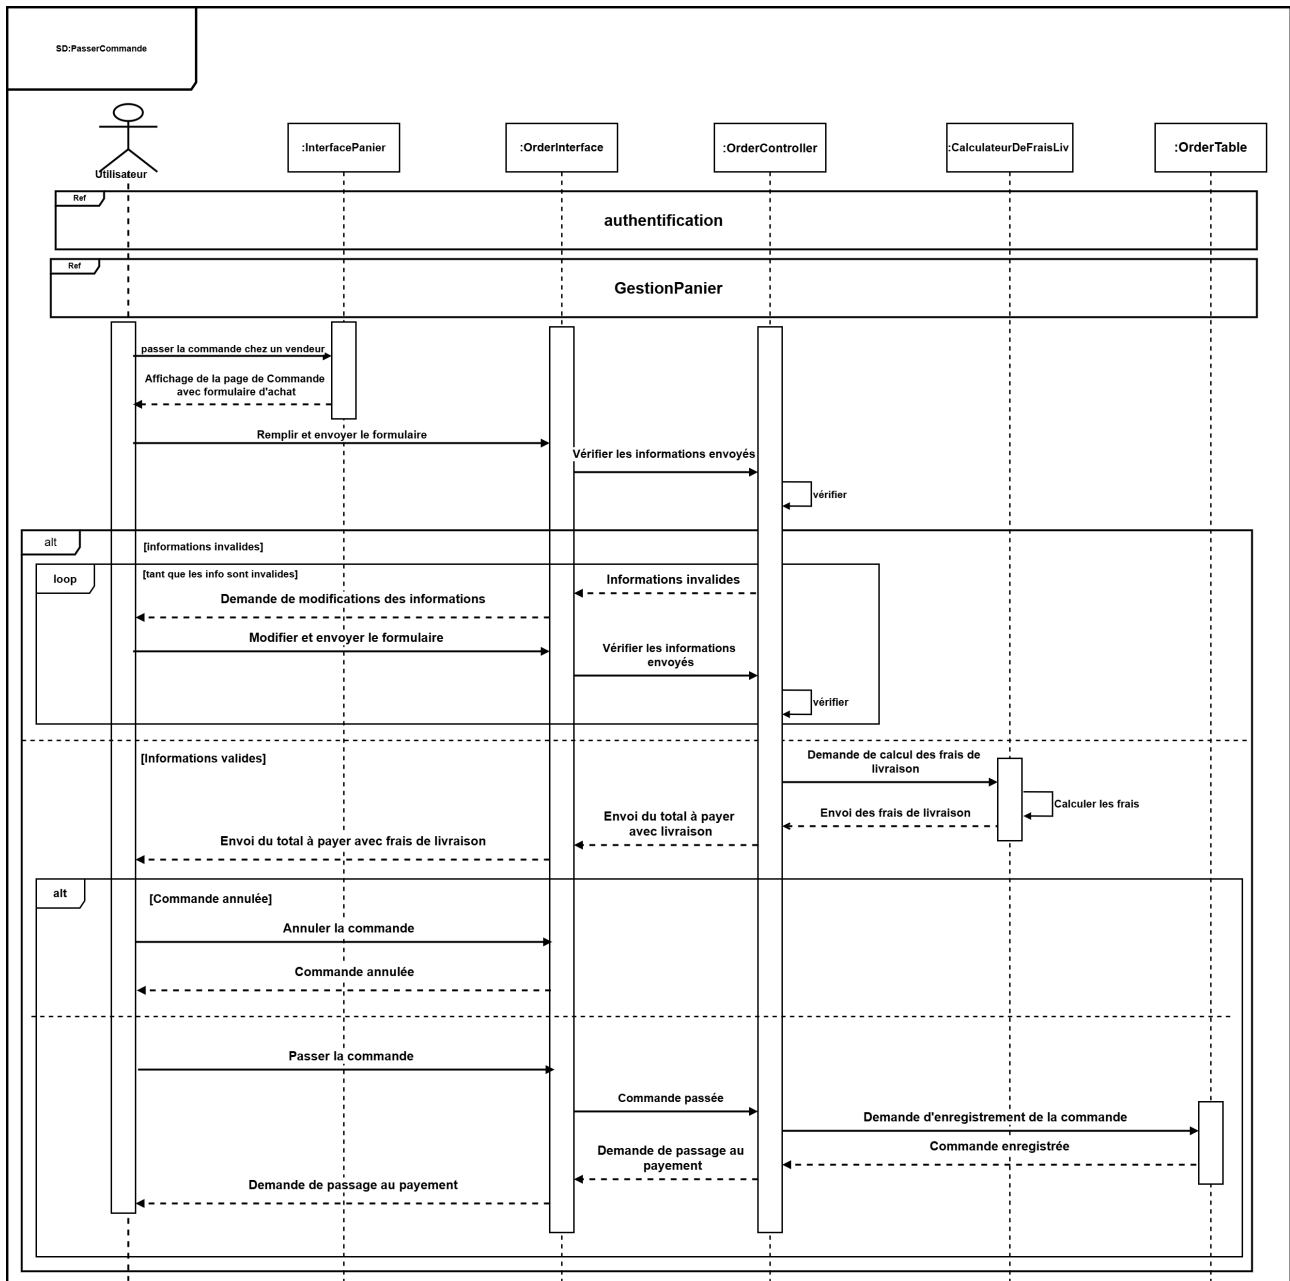 SD:PasserCommande
Utilisateur
:InterfacePanier
:OrderInterface
:OrderController
:CalculateurDeFraisLiv
:OrderTable
Ref
authentification
Ref
GestionPanier
passer la commande chez un vendeur
Affichage de la page de Commande
avec formulaire d'achat
Remplir et envoyer le formulaire
Vérifier les informations envoyés
vérifier
alt
[informations invalides]
loop
[tant que les info sont invalides]
Informations invalides
Demande de modifications des informations
Modifier et envoyer le formulaire
Vérifier les informations
envoyés
vérifier
[Informations valides]
Demande de calcul des frais de
livraison
Calculer les frais
Envoi des frais de livraison
Envoi du total à payer
avec livraison
Envoi du total à payer avec frais de livraison
alt
[Commande annulée]
Annuler la commande
Commande annulée
Passer la commande
Commande passée
Demande d'enregistrement de la commande
Commande enregistrée
Demande de passage au
payement
Demande de passage au payement